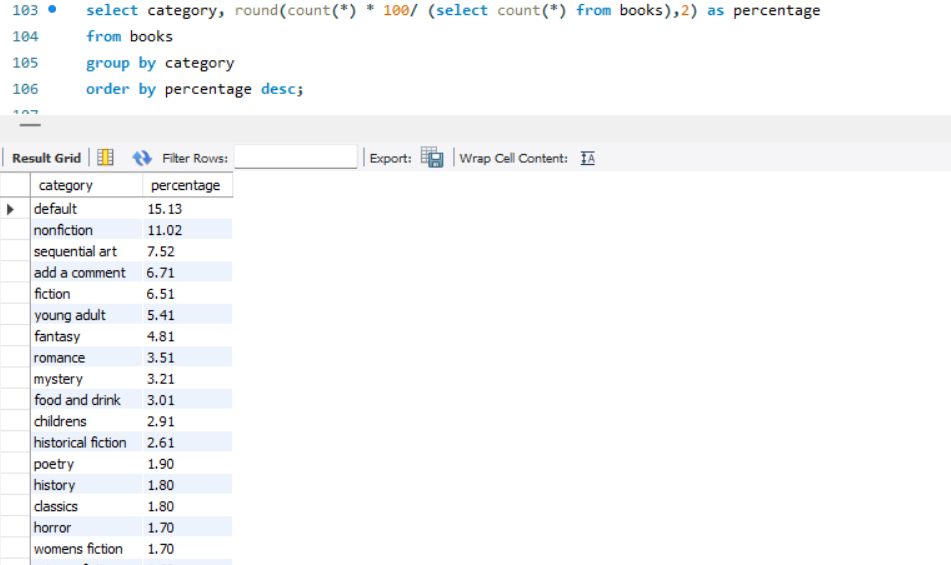 103 select category, round(count(*) * 100/ (select count(*) from books),2) as percentage
104 from books
105 group by category
106 order by percentage desc;
Result Grid Filter Rows: Export: Wrap Cell Content: IA
category percentage
default 15.13
nonfiction 11.02
sequential art 7.52
add a comment 6.71
fiction 6.51
young adult 5.41
fantasy 4.81
romance 3.51
mystery 3.21
food and drink 3.01
childrens 2.91
historical fiction 2.61
poetry 1.90
history 1.80
classics 1.80
horror 1.70
womens fiction 1.70